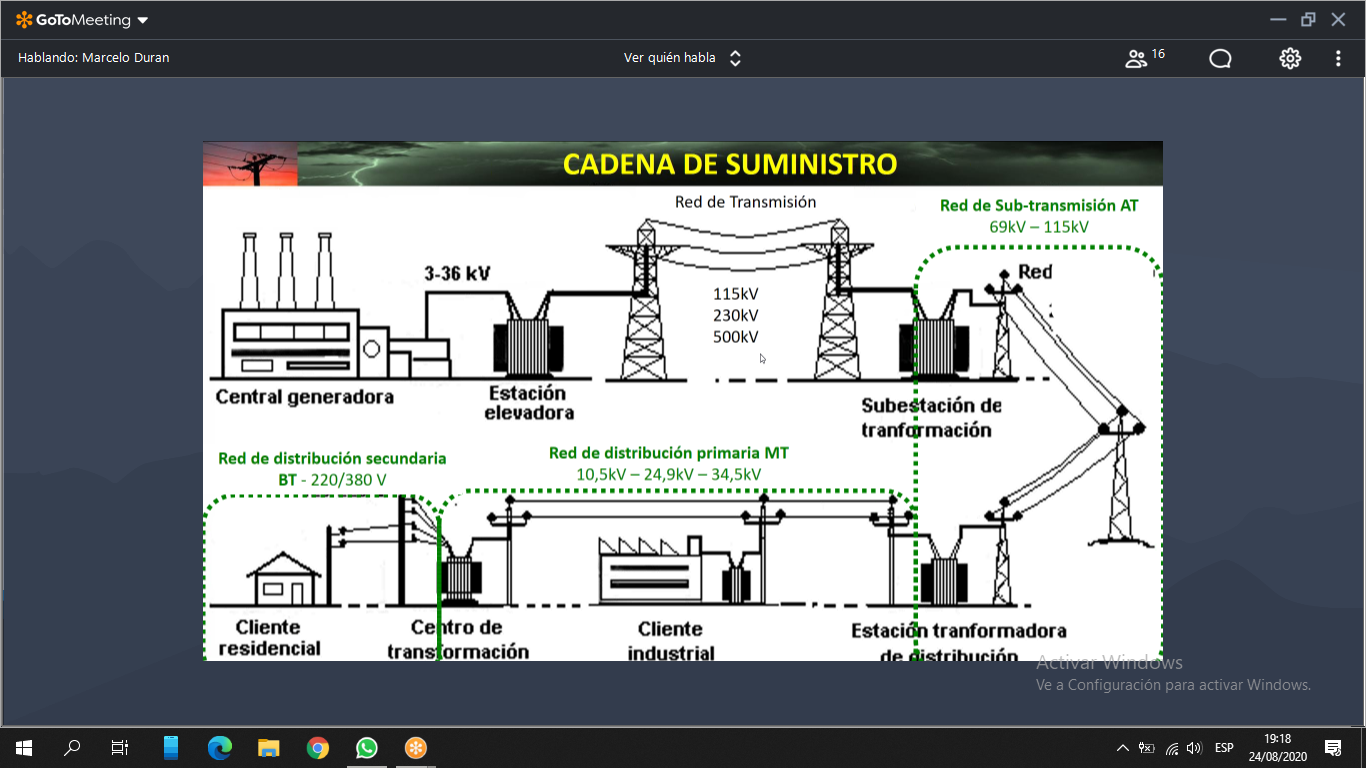 GoToMeeting
Hablando: Marcelo Duran
Ver quién habla
16
CADENA DE SUMINISTRO
Red de Transmisión
Red de Sub-transmisión AT
69kV – 115kV
3-36 kV
Red
115kV
230kV
500kV
Central generadora
Estación
elevadora
Subestación de
tranformación
Red de distribución secundaria
BT - 220/380 V
Red de distribución primaria MT
10,5kV – 24,9kV – 34,5kV
Cliente
residencial
Centro de
transformación
Cliente
industrial
Estación tranformadora
de distribución
Activar Windows
Ve a Configuración para activar Windows.
ESP
19:18
24/08/2020